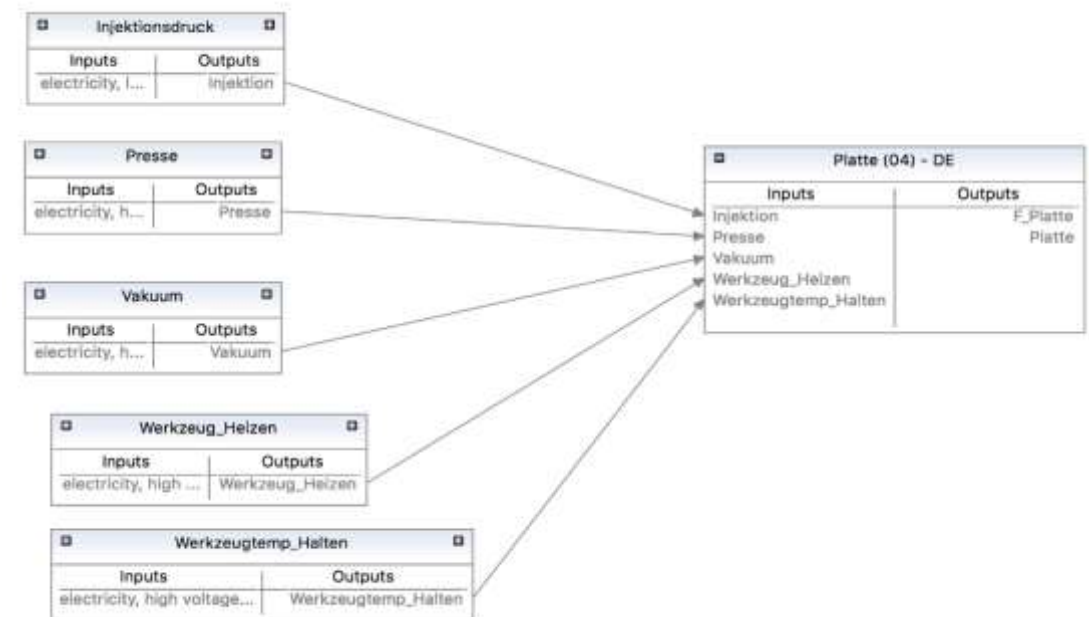 Injektionsdruck
Inputs Outputs
electricity, l... Injektion
Presse
Inputs Outputs
electricity, h... Presse
Vakuum
Inputs Outputs
electricity, h... Vakuum
Werkzeug_Heizen
Inputs Outputs
electricity, high ... Werkzeug_Heizen
Werkzeugtemp_Halten
Inputs Outputs
electricity, high voltage... Werkzeugtemp_Halten
Platte (04) - DE
Inputs Outputs
Injektion F_Platte
Presse Platte
Vakuum
Werkzeug_Heizen
Werkzeugtemp_Halten